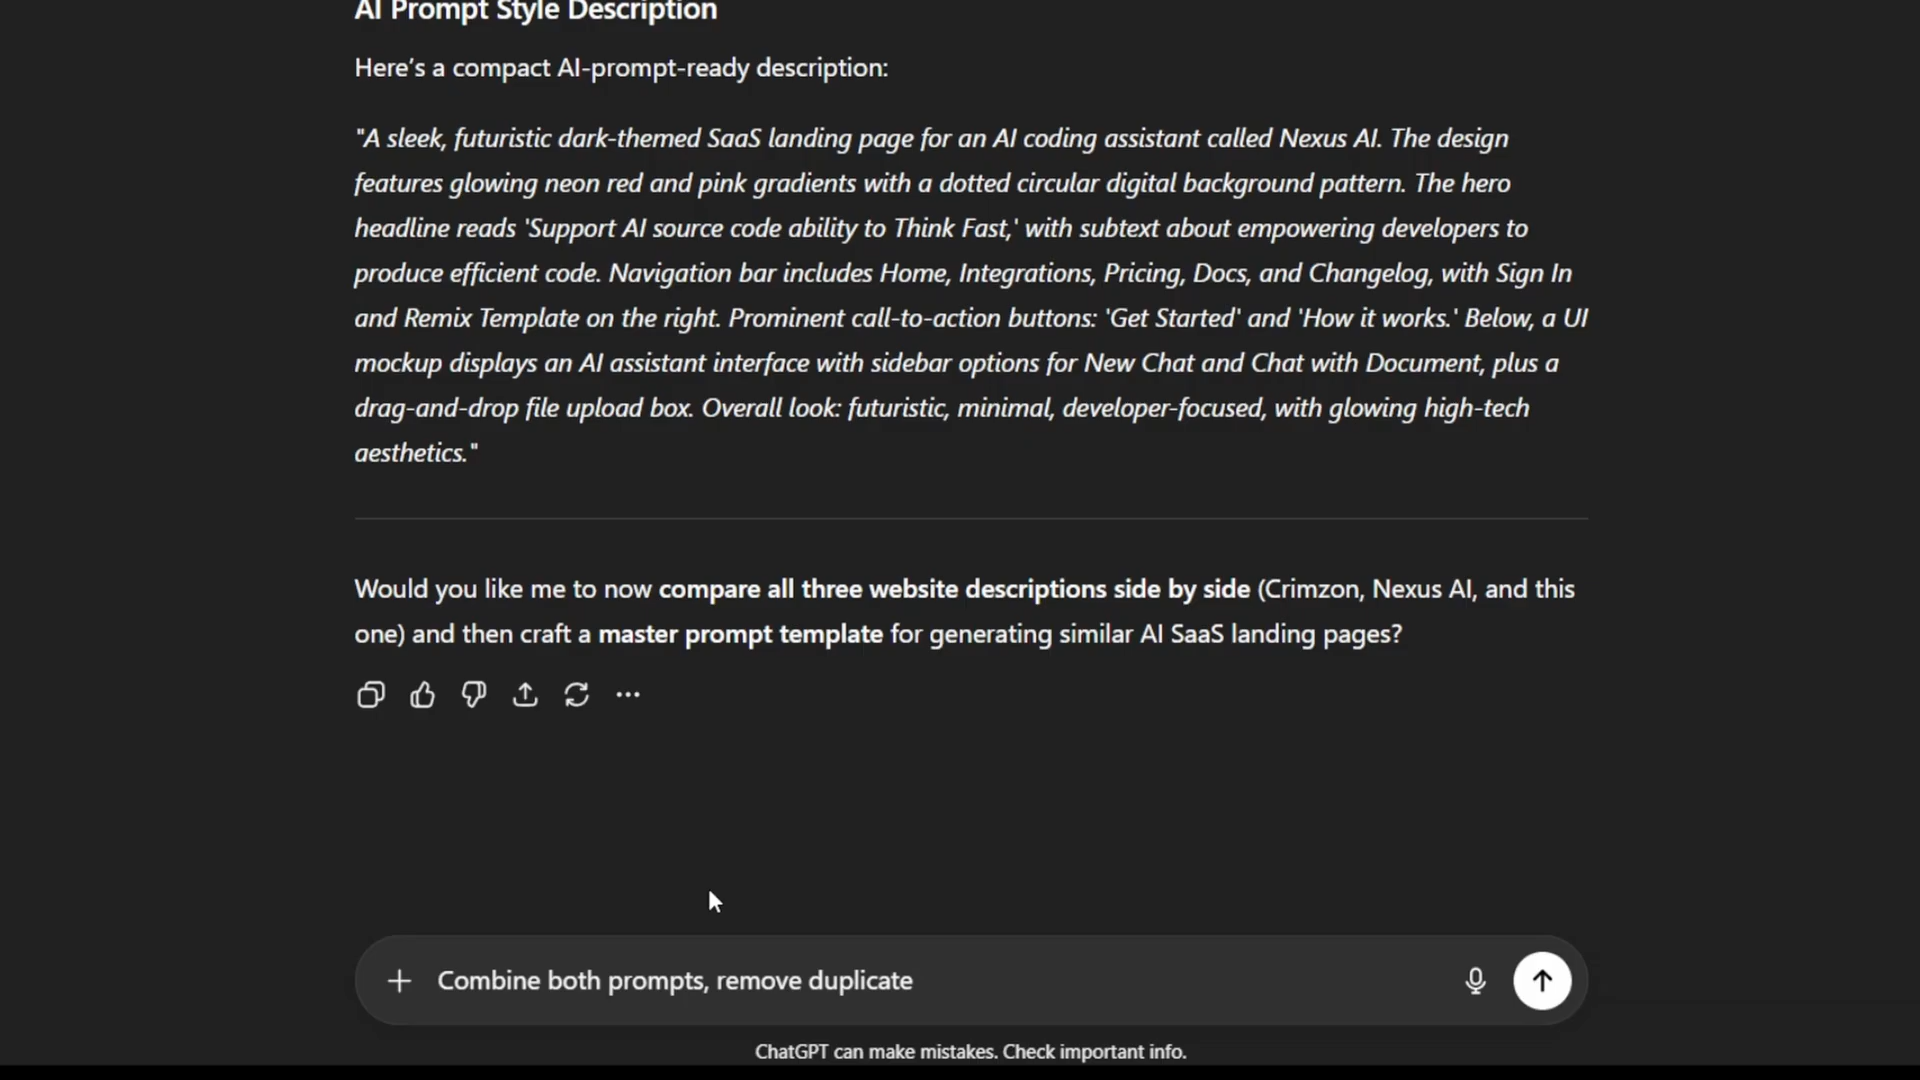 AI Prompt Style Description
Here’s a compact AI-prompt-ready description:
"A sleek, futuristic dark-themed SaaS landing page for an AI coding assistant called Nexus AI. The design
features glowing neon red and pink gradients with a dotted circular digital background pattern. The hero
headline reads 'Support AI source code ability to Think Fast,' with subtext about empowering developers to
produce efficient code. Navigation bar includes Home, Integrations, Pricing, Docs, and Changelog, with Sign In
and Remix Template on the right. Prominent call-to-action buttons: 'Get Started' and 'How it works.' Below, a UI
mockup displays an AI assistant interface with sidebar options for New Chat and Chat with Document, plus a
drag-and-drop file upload box. Overall look: futuristic, minimal, developer-focused, with glowing high-tech
aesthetics."
Would you like me to now compare all three website descriptions side by side (Crimzon, Nexus AI, and this
one) and then craft a master prompt template for generating similar AI SaaS landing pages?
Combine both prompts, remove duplicate
ChatGPT can make mistakes. Check important info.